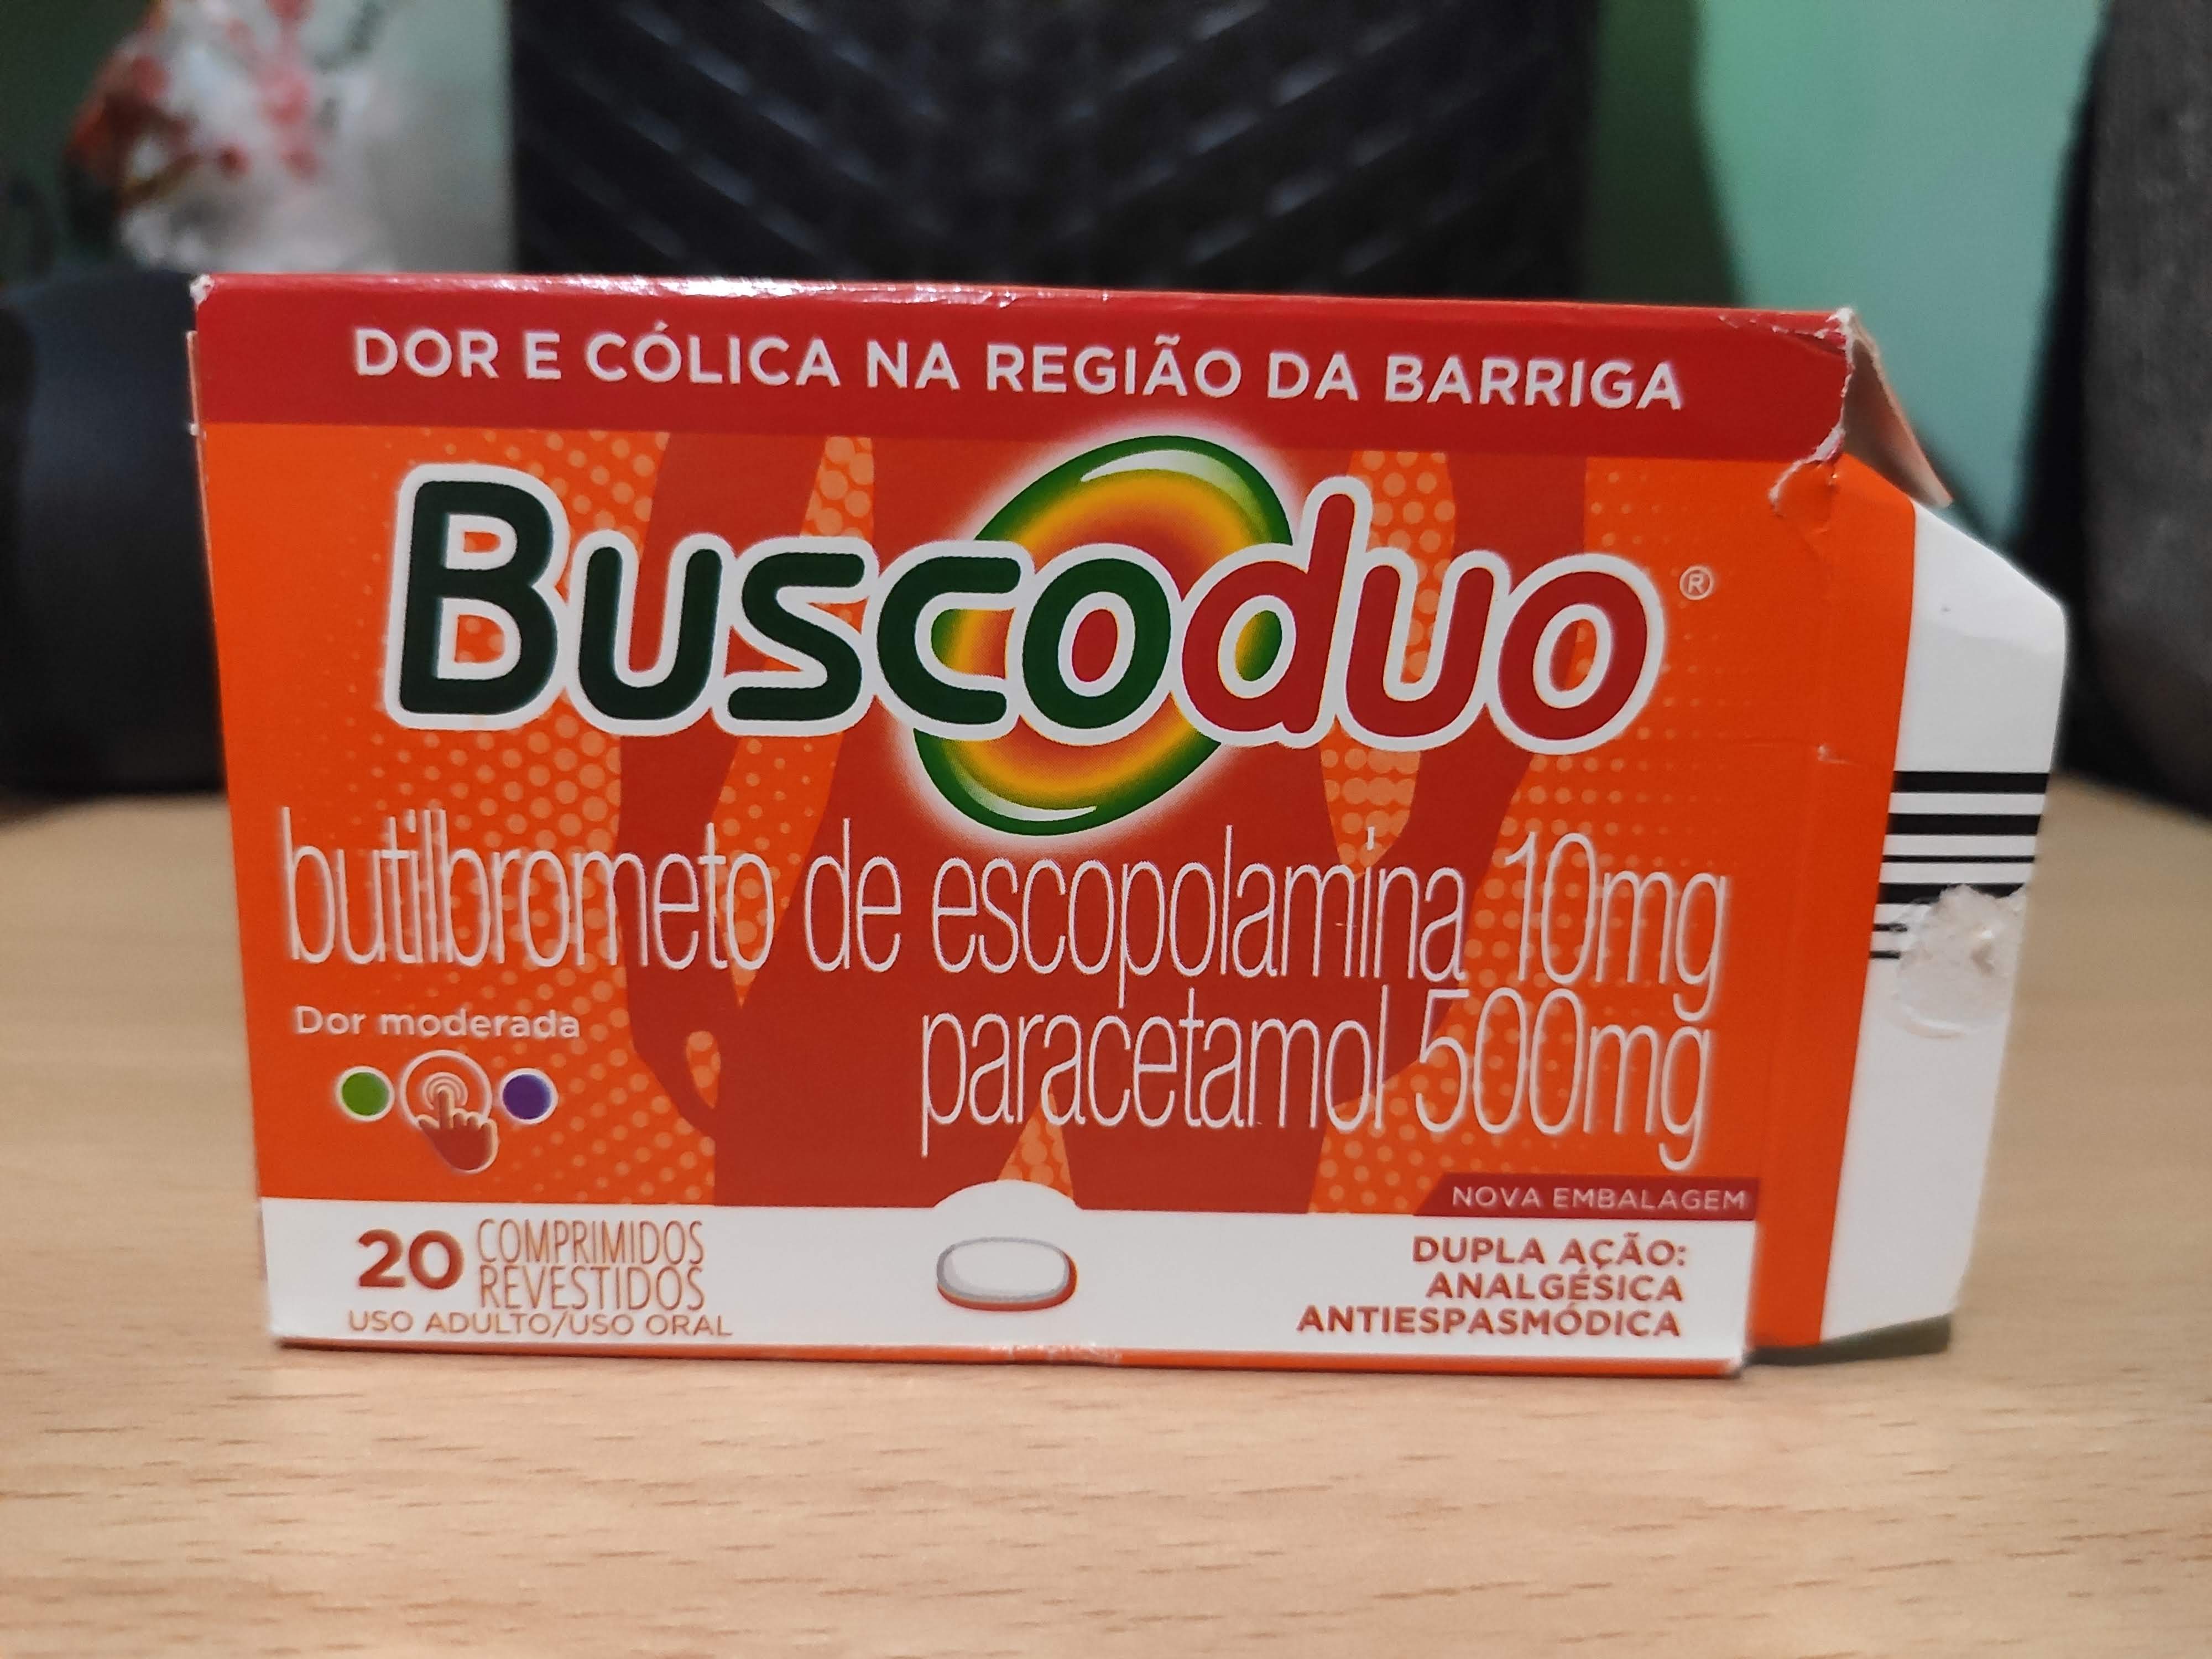 DOR E CÓLICA NA REGIÃO DA BARRIGA
Buscoduo®
butilbrometo de escopolamina 10mg
paracetamol 500mg
Dor moderada
NOVA EMBALAGEM
20 COMPRIMIDOS
REVESTIDOS
USO ADULTO/USO ORAL
DUPLA AÇÃO:
ANALGÉSICA
ANTIESPASMÓDICA